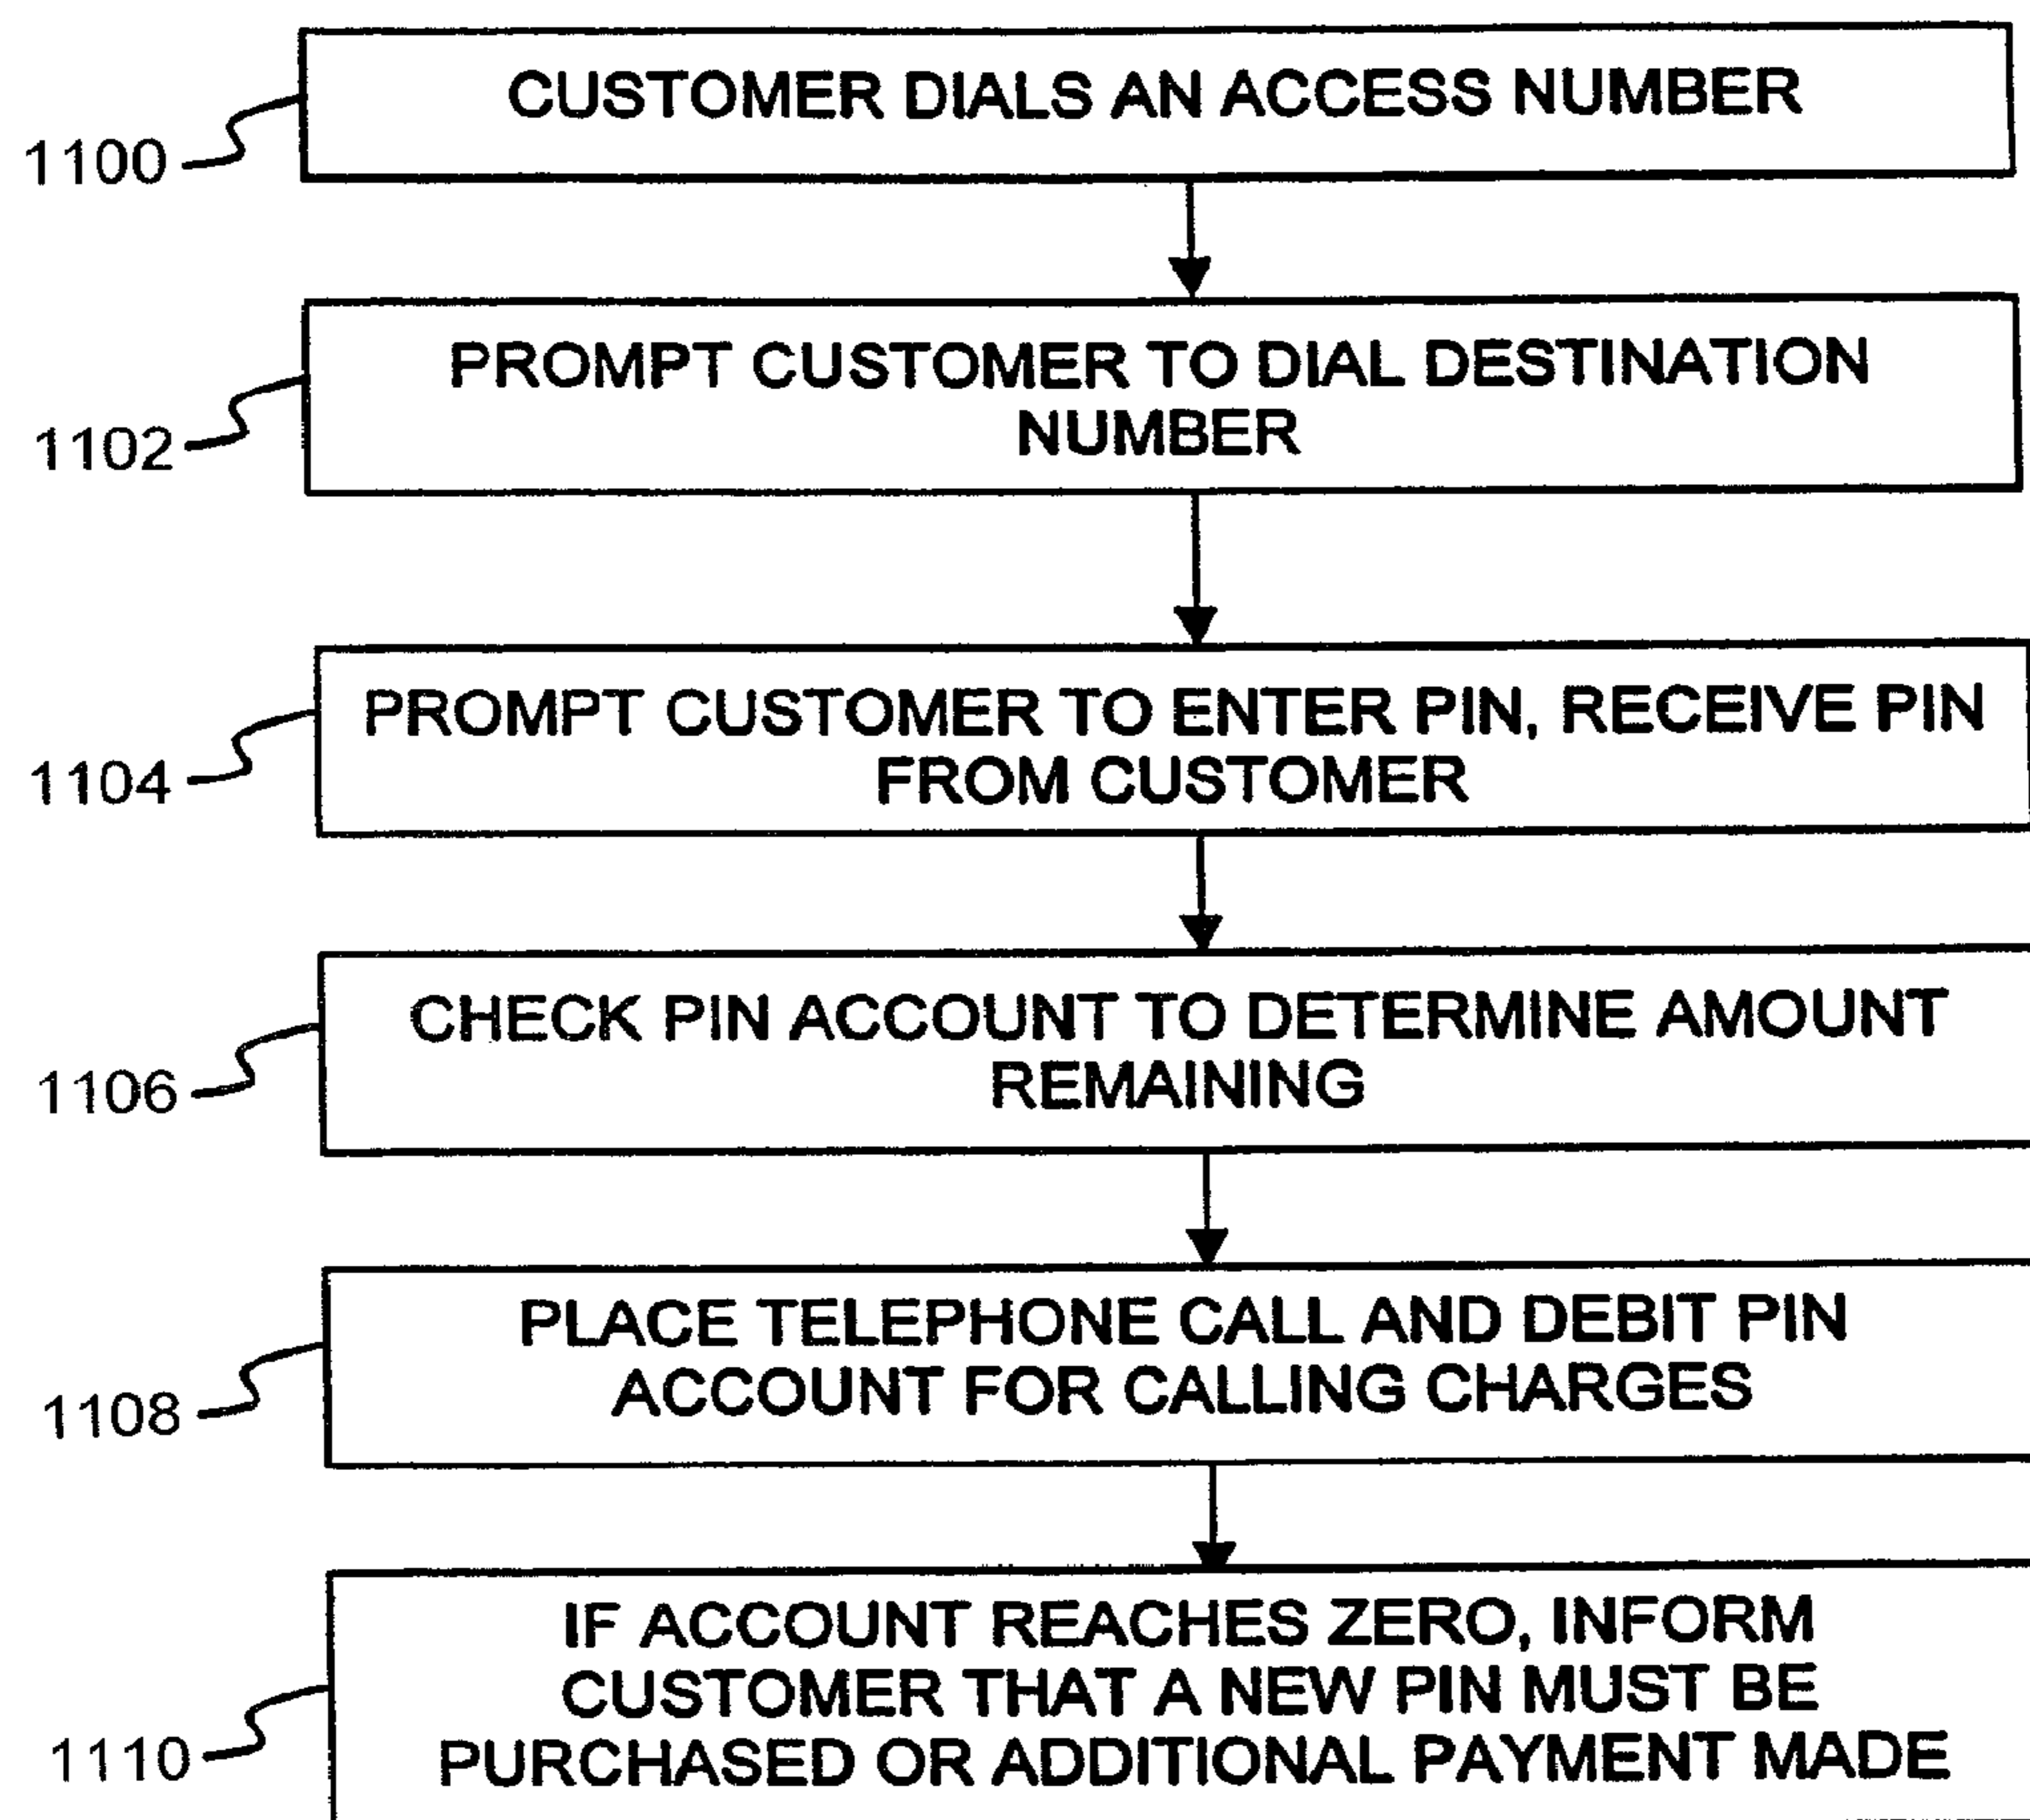 CUSTOMER DIALS AN ACCESS NUMBER
1100
PROMPT CUSTOMER TO DIAL DESTINATION
NUMBER
1102
PROMPT CUSTOMER TO ENTER PIN, RECEIVE PIN
FROM CUSTOMER
1104
CHECK PIN ACCOUNT TO DETERMINE AMOUNT
REMAINING
1106
PLACE TELEPHONE CALL AND DEBIT PIN
ACCOUNT FOR CALLING CHARGES
1108
IF ACCOUNT REACHES ZERO, INFORM
CUSTOMER THAT A NEW PIN MUST BE
PURCHASED OR ADDITIONAL PAYMENT MADE
1110